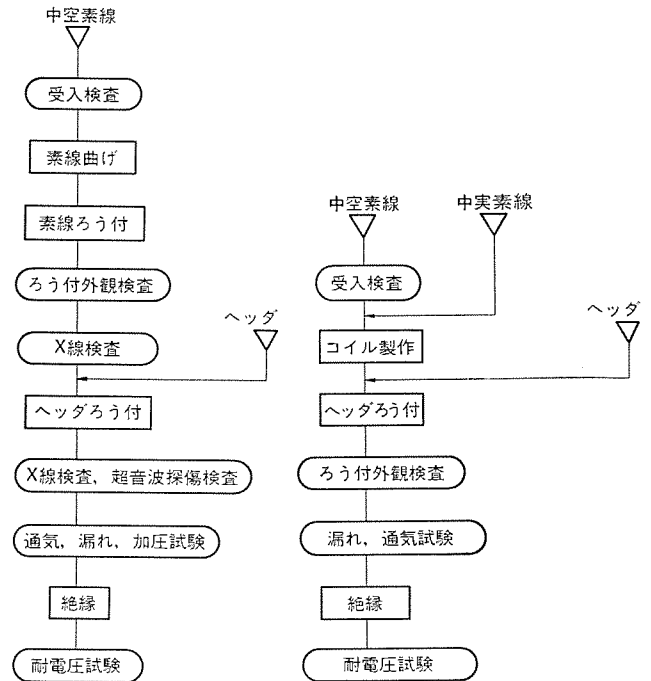 中空素線
受入検査
素線曲げ
素線ろう付
ろう付外観検査
ヘッダ
X線検査
ヘッダろう付
X線検査, 超音波探傷検査
通気, 漏れ, 加圧試験
絶縁
耐電圧試験
中空素線
中実素線
受入検査
ヘッダ
コイル製作
ヘッダろう付
ろう付外観検査
漏れ, 通気試験
絶縁
耐電圧試験